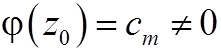 φ(z₀) = cₘ ≠ 0